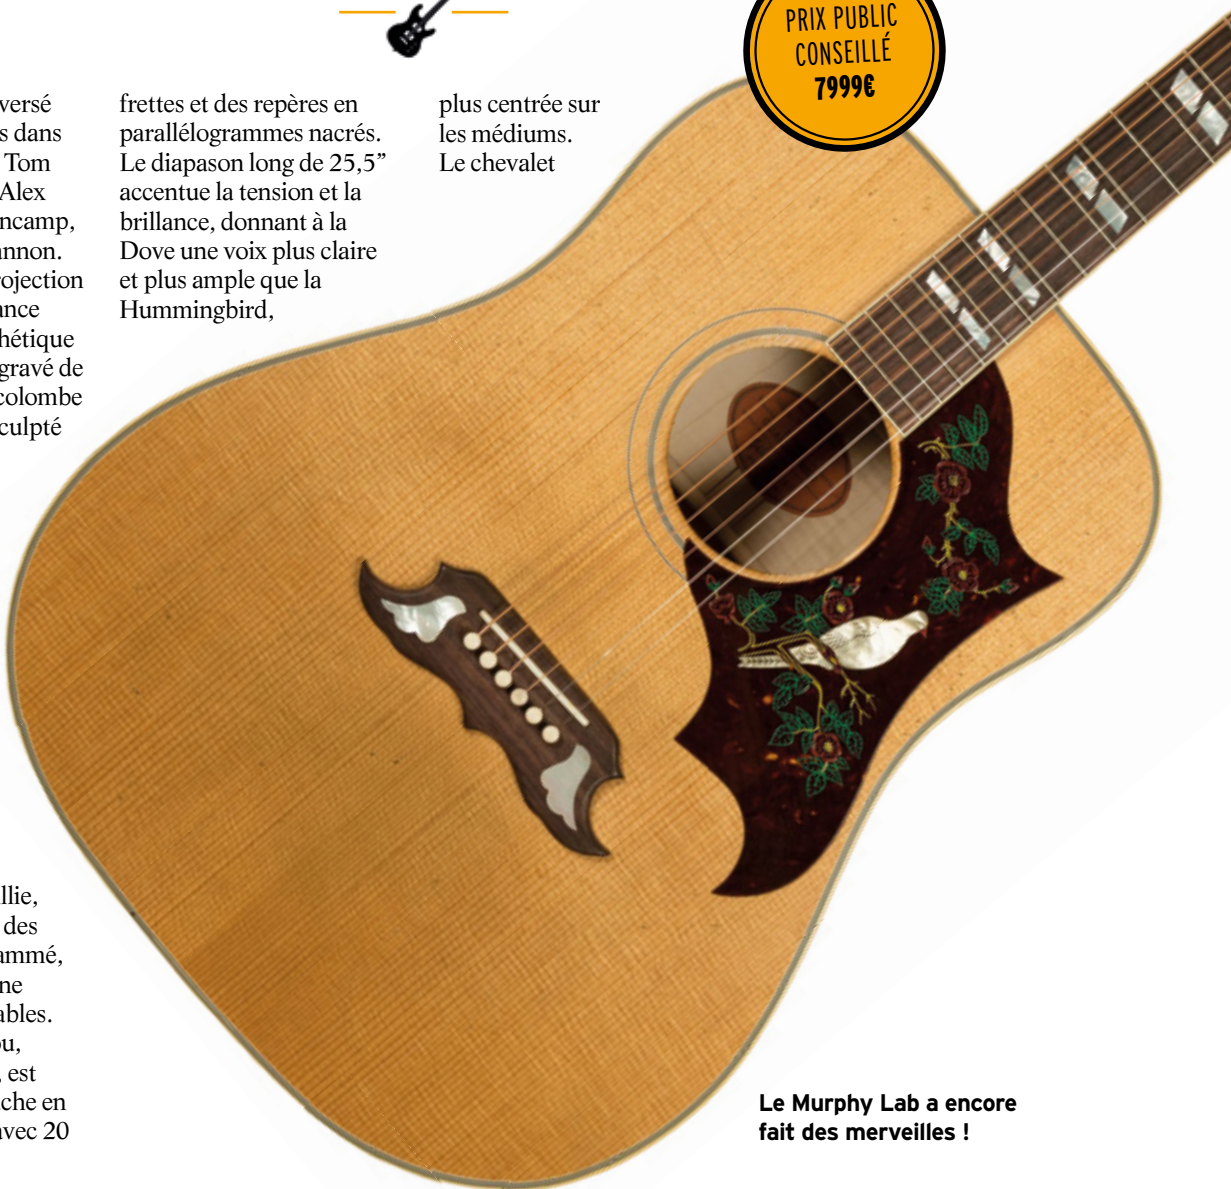 versé
s dans
Tom
Alex
ncamp,
nnon.
rojection
ance
hétique
gravé de
colombe
culpté
llie,
des
ammé,
ne
ables.
ou,
, est
che en
avec 20
frettes et des repères en
parallélogrammes nacrés.
Le diapason long de 25,5”
accentue la tension et la
brillance, donnant à la
Dove une voix plus claire
et plus ample que la
Hummingbird,
plus centrée sur
les médiums.
Le chevalet
PRIX PUBLIC
CONSEILLÉ
7999€
Le Murphy Lab a encore
fait des merveilles !